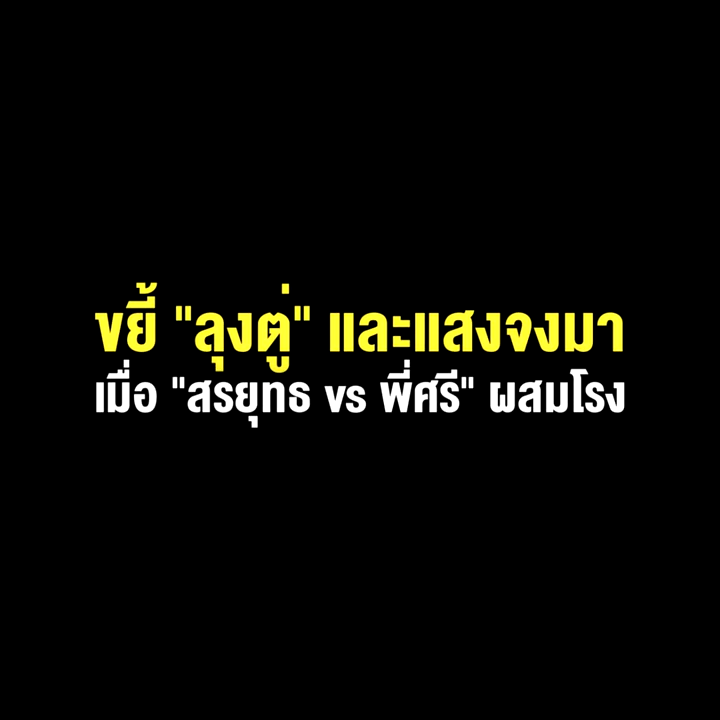 ขยี้ "ลุงตู่" และแสงจงมา
เมื่อ "สรยุทธ vs พี่ศรี" ผสมโรง